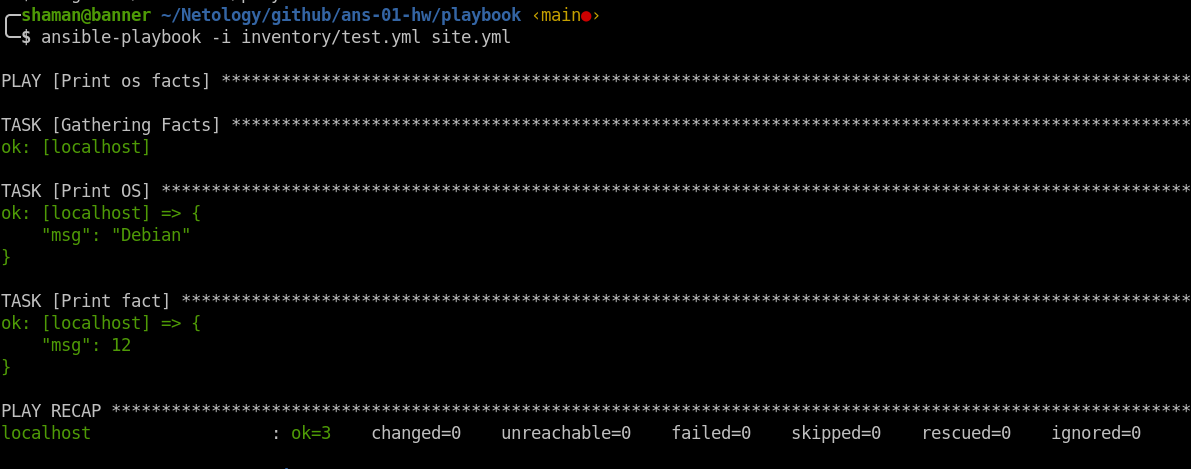 shaman@banner ~/Netology/github/ans-01-hw/playbook ‹main●›
$ ansible-playbook -i inventory/test.yml site.yml
PLAY [Print os facts] *************************************************************************************************
TASK [Gathering Facts] ************************************************************************************************
ok: [localhost]
TASK [Print OS] *******************************************************************************************************
ok: [localhost] => {
    "msg": "Debian"
}
TASK [Print fact] *****************************************************************************************************
ok: [localhost] => {
    "msg": 12
}
PLAY RECAP ************************************************************************************************************
localhost                  : ok=3    changed=0    unreachable=0    failed=0    skipped=0    rescued=0    ignored=0